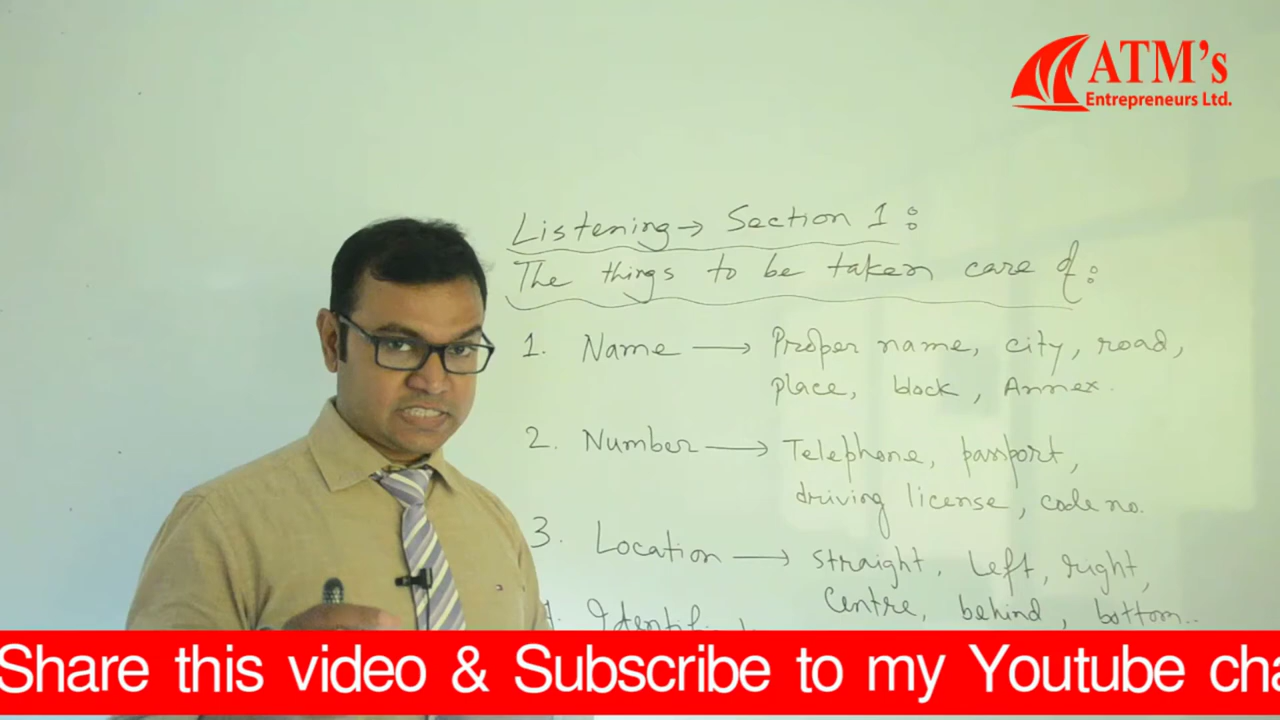 ATM's
Entrepreneurs Ltd.
Listening → Section 1:
The things to be taken care of:
1. Name → Proper name, city, road,
place, block, Annex.
2. Number → Telephone, passport,
driving license, code no.
3. Location → Straight, Left, right,
Centre, behind, bottom..
Share this video & Subscribe to my Youtube cha